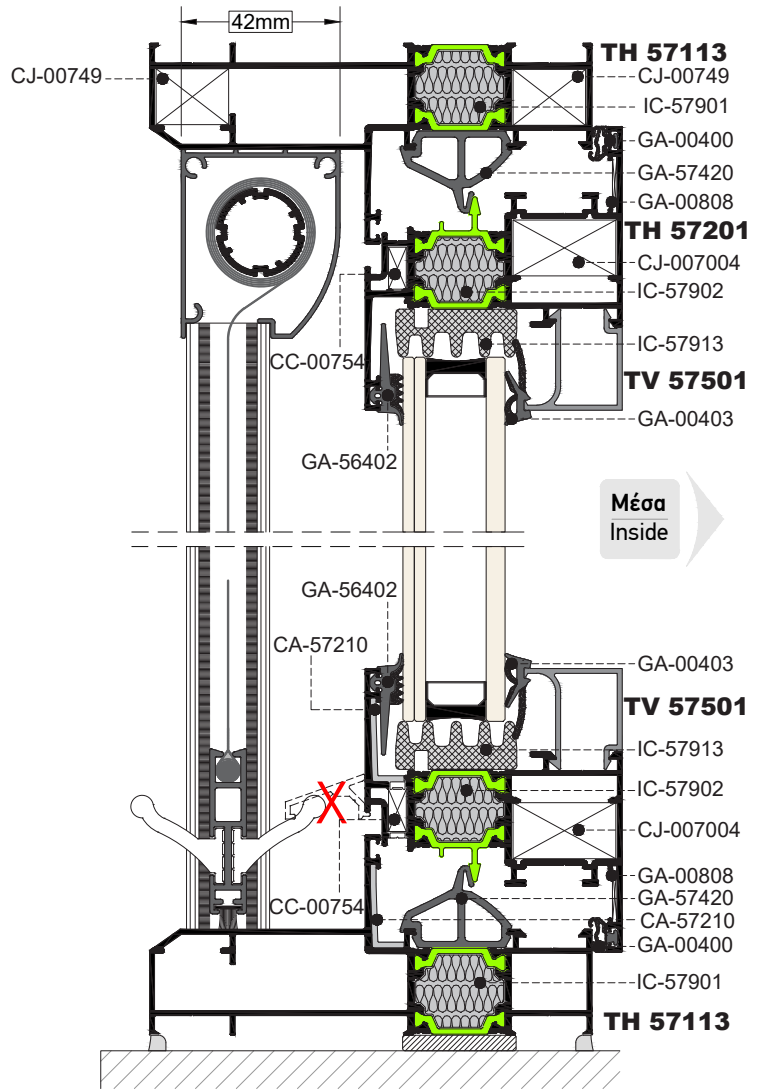 42mm
TH 57113
CJ-00749
CJ-00749
IC-57901
GA-00400
GA-57420
GA-00808
TH 57201
CJ-007004
IC-57902
IC-57913
CC-00754
TV 57501
GA-00403
GA-56402
Μέσα
Inside
GA-56402
CA-57210
GA-00403
TV 57501
IC-57913
IC-57902
X
CJ-007004
GA-00808
GA-57420
CC-00754
CA-57210
GA-00400
IC-57901
TH 57113